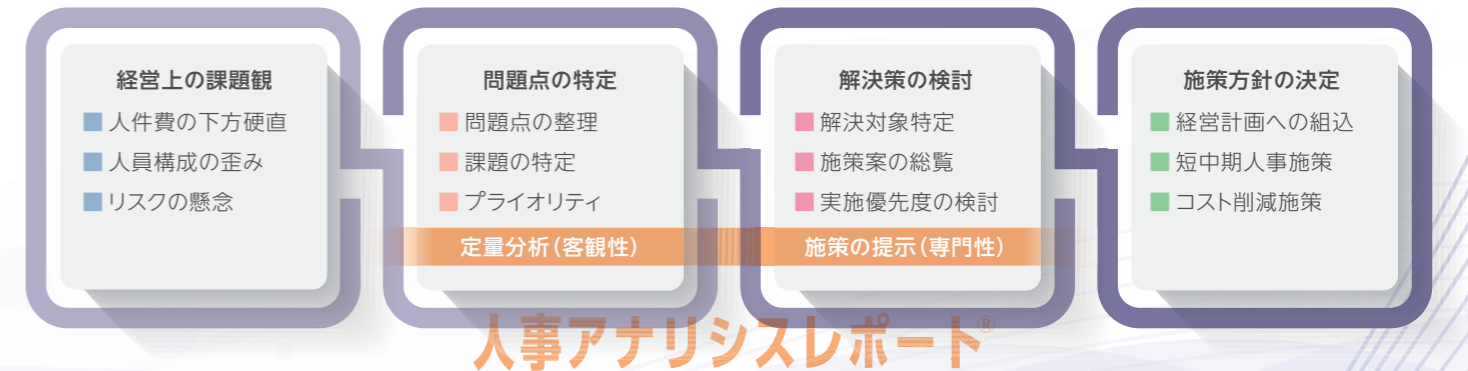 経営上の課題観
■ 人件費の下方硬直
■ 人員構成の歪み
■ リスクの懸念
問題点の特定
■ 問題点の整理
■ 課題の特定
■ プライオリティ
定量分析（客観性）
解決策の検討
■ 解決対象特定
■ 施策案の総覧
■ 実施優先度の検討
施策の提示（専門性）
施策方針の決定
■ 経営計画への組込
■ 短中期人事施策
■ コスト削減施策
人事アナリシスレポート®